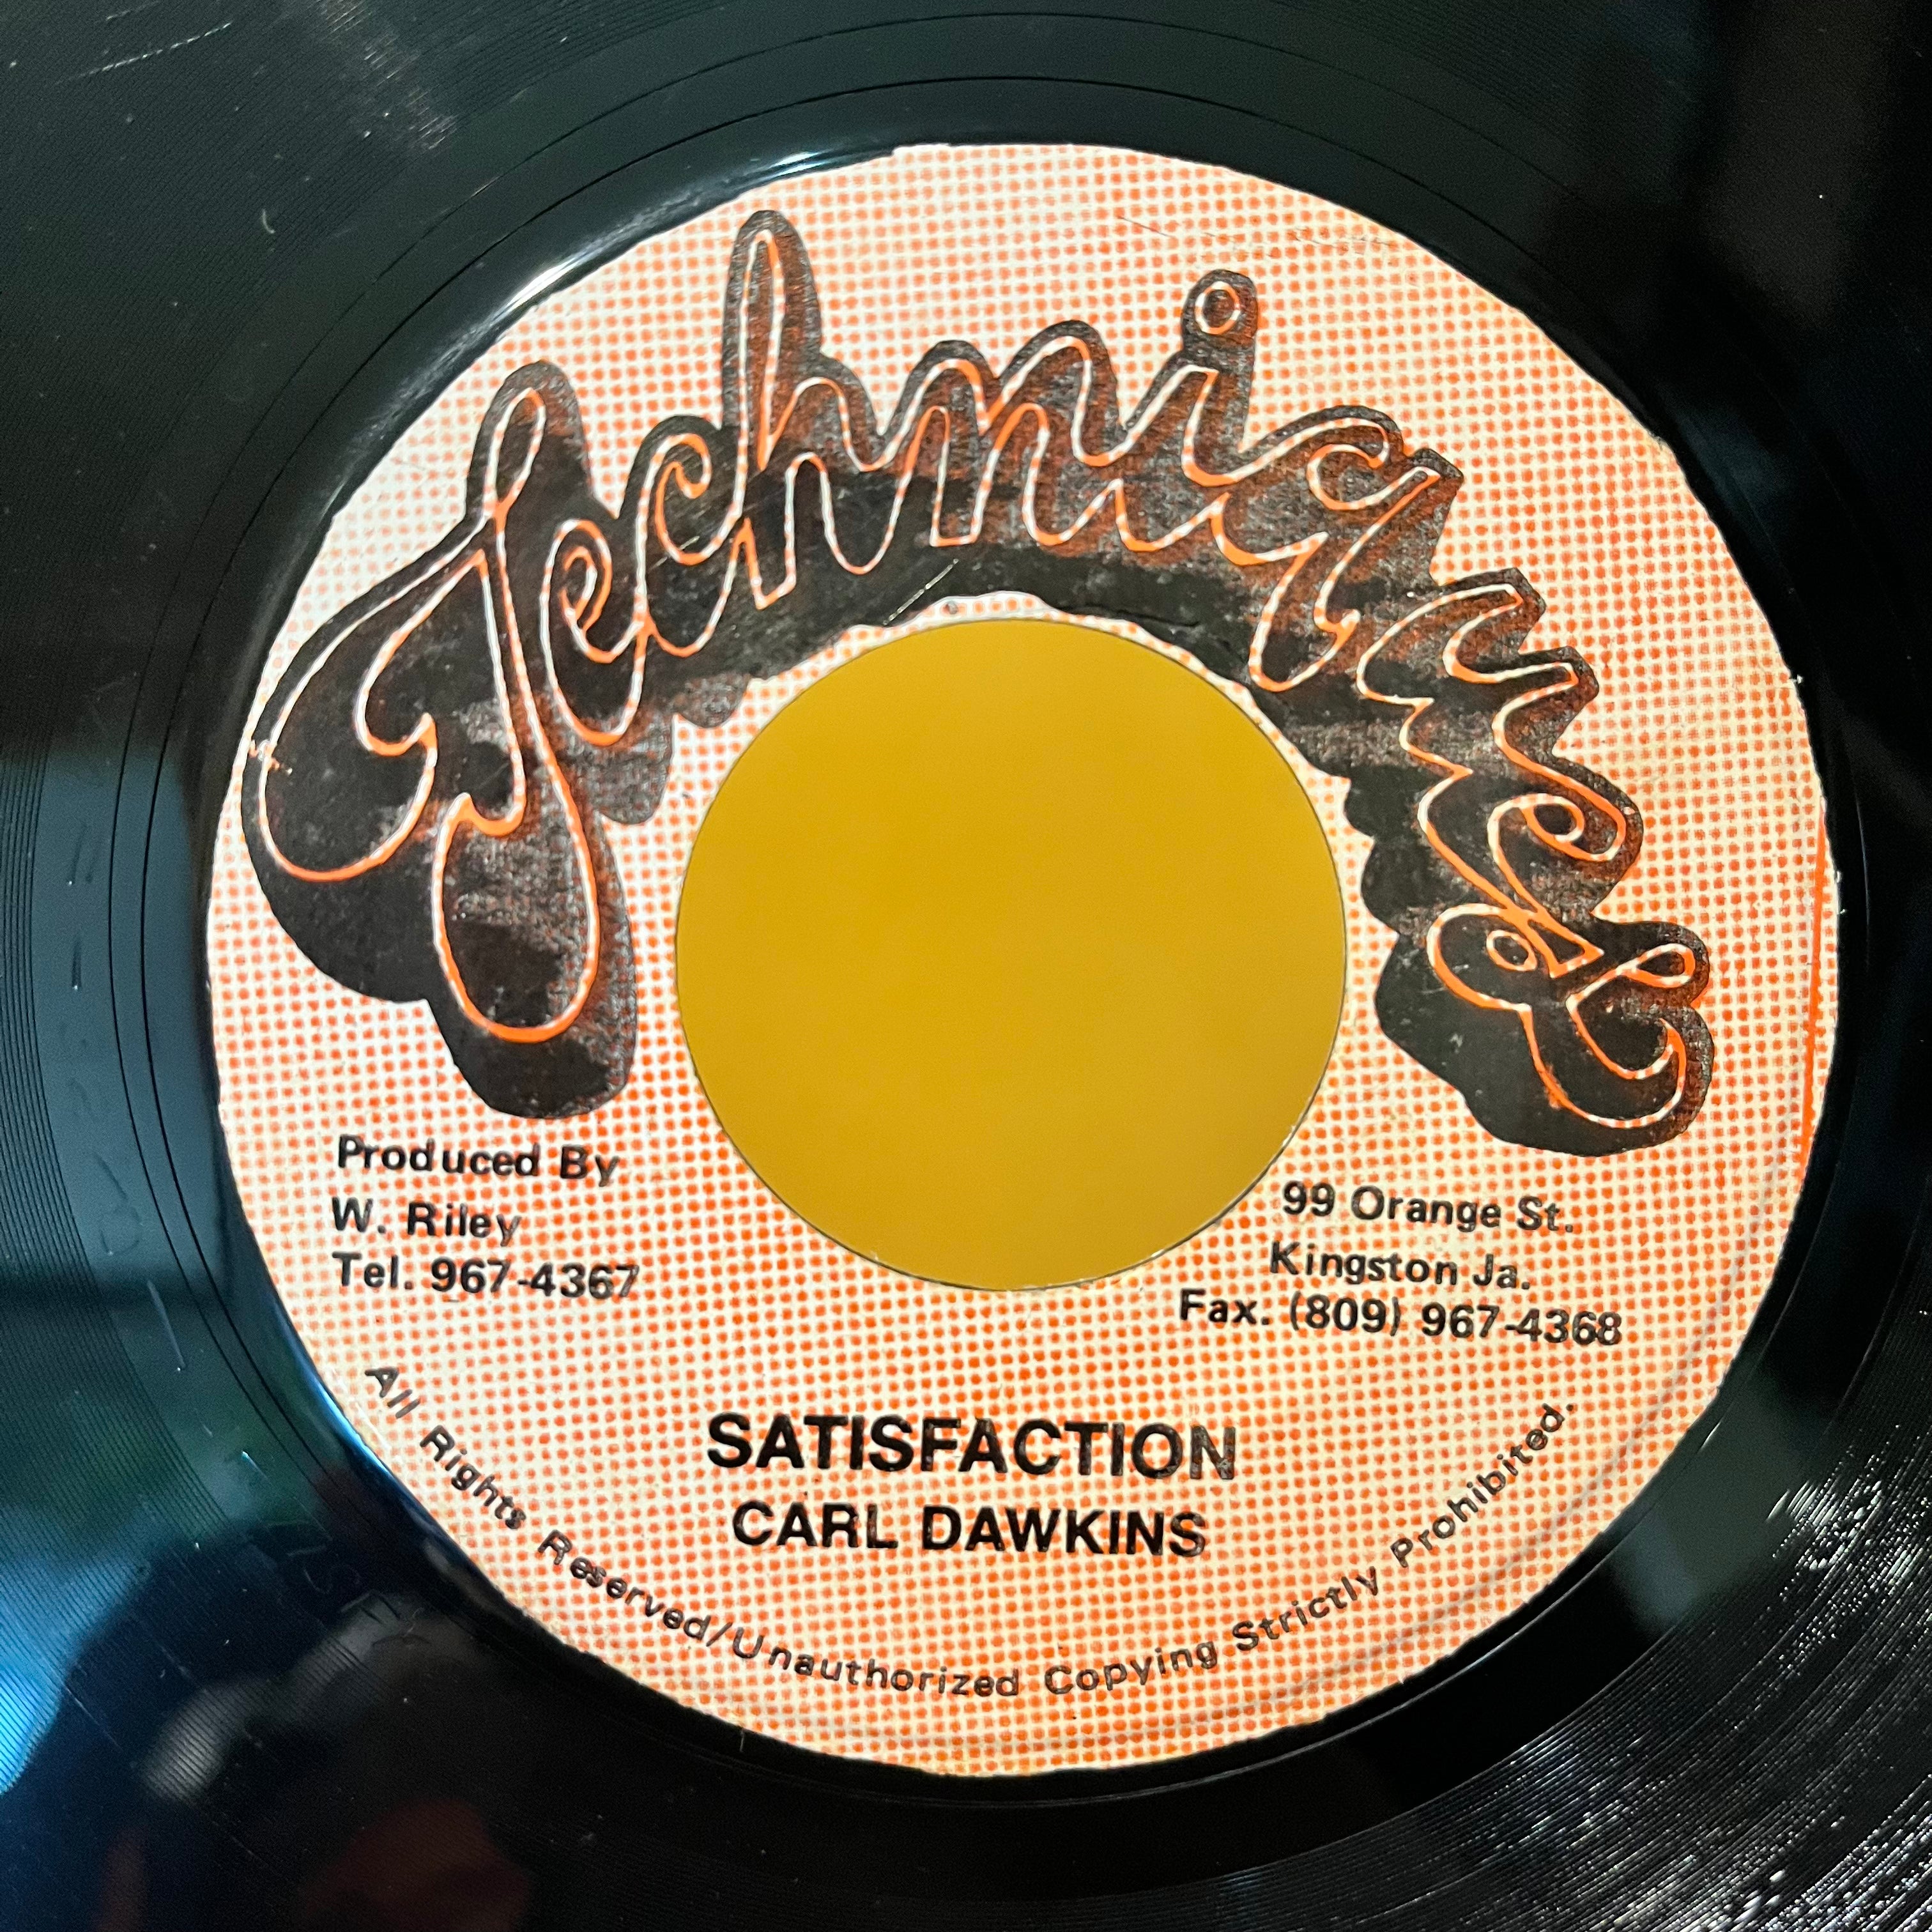 Techniques
Produced By
W. Riley
Tel. 967-4367
99 Orange St.
Kingston Ja.
Fax. (809) 967-4368
SATISFACTION
CARL DAWKINS
All Rights Reserved/Unauthorized Copying Strictly Prohibited.